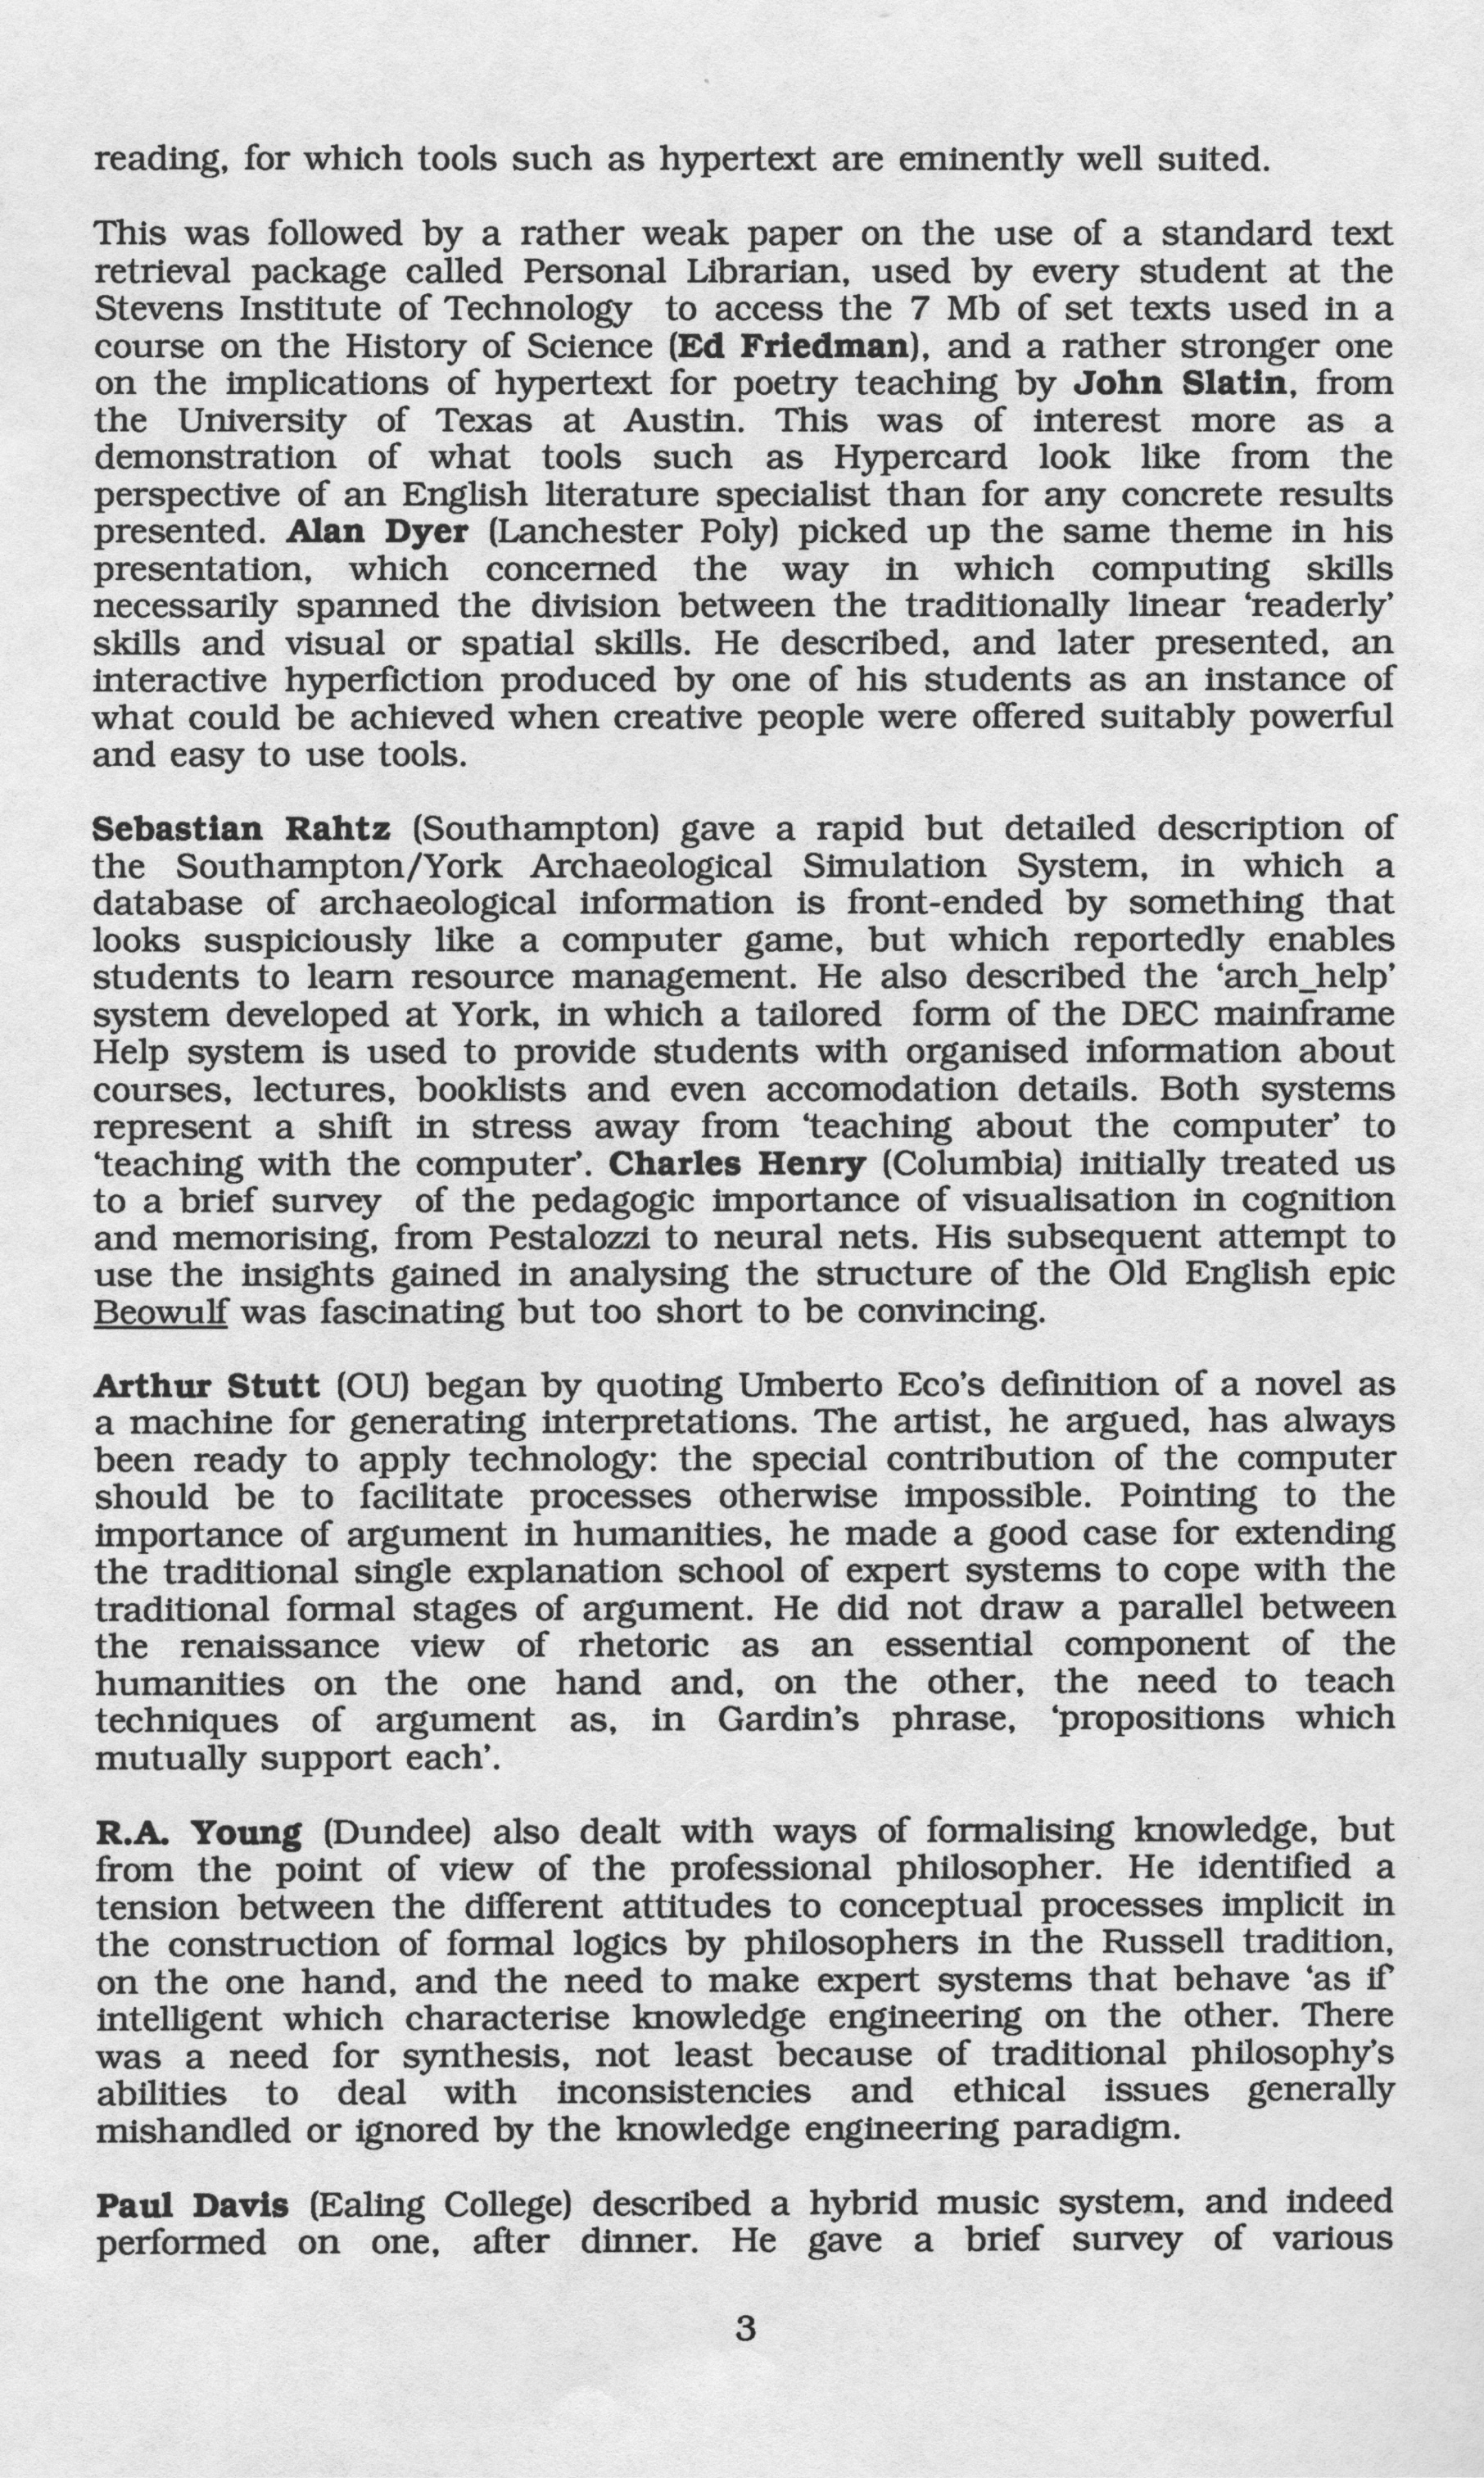 reading, for which tools such as hypertext are eminently well suited.
This was followed by a rather weak paper on the use of a standard text
retrieval package called Personal Librarian, used by every student at the
Stevens Institute of Technology to access the 7 Mb of set texts used in a
course on the History of Science (Ed Friedman), and a rather stronger one
on the implications of hypertext for poetry teaching by John Slatin, from
the University of Texas at Austin. This was of interest more as a
demonstration of what tools such as Hypercard look like from the
perspective of an English literature specialist than for any concrete results
presented. Alan Dyer (Lanchester Poly) picked up the same theme in his
presentation, which concerned the way in which computing skills
necessarily spanned the division between the traditionally linear ‘readerly’
skills and visual or spatial skills. He described, and later presented, an
interactive hyperfiction produced by one of his students as an instance of
what could be achieved when creative people were offered suitably powerful
and easy to use tools.
Sebastian Rahtz (Southampton) gave a rapid but detailed description of
the Southampton/York Archaeological Simulation System, in which a
database of archaeological information is front-ended by something that
looks suspiciously like a computer game, but which reportedly enables
students to learn resource management. He also described the ‘arch_help’
system developed at York, in which a tailored form of the DEC mainframe
Help system is used to provide students with organised information about
courses, lectures, booklists and even accomodation details. Both systems
represent a shift in stress away from ‘teaching about the computer’ to
‘teaching with the computer’. Charles Henry (Columbia) initially treated us
to a brief survey of the pedagogic importance of visualisation in cognition
and memorising, from Pestalozzi to neural nets. His subsequent attempt to
use the insights gained in analysing the structure of the Old English epic
Beowulf was fascinating but too short to be convincing.
Arthur Stutt (OU) began by quoting Umberto Eco’s definition of a novel as
a machine for generating interpretations. The artist, he argued, has always
been ready to apply technology: the special contribution of the computer
should be to facilitate processes otherwise impossible. Pointing to the
importance of argument in humanities, he made a good case for extending
the traditional single explanation school of expert systems to cope with the
traditional formal stages of argument. He did not draw a parallel between
the renaissance view of rhetoric as an essential component of the
humanities on the one hand and, on the other, the need to teach
techniques of argument as, in Gardin’s phrase, ‘propositions which
mutually support each’.
R.A. Young (Dundee) also dealt with ways of formalising knowledge, but
from the point of view of the professional philosopher. He identified a
tension between the different attitudes to conceptual processes implicit in
the construction of formal logics by philosophers in the Russell tradition,
on the one hand, and the need to make expert systems that behave ‘as if’
intelligent which characterise knowledge engineering on the other. There
was a need for synthesis, not least because of traditional philosophy’s
abilities to deal with inconsistencies and ethical issues generally
mishandled or ignored by the knowledge engineering paradigm.
Paul Davis (Ealing College) described a hybrid music system, and indeed
performed on one, after dinner. He gave a brief survey of various
3